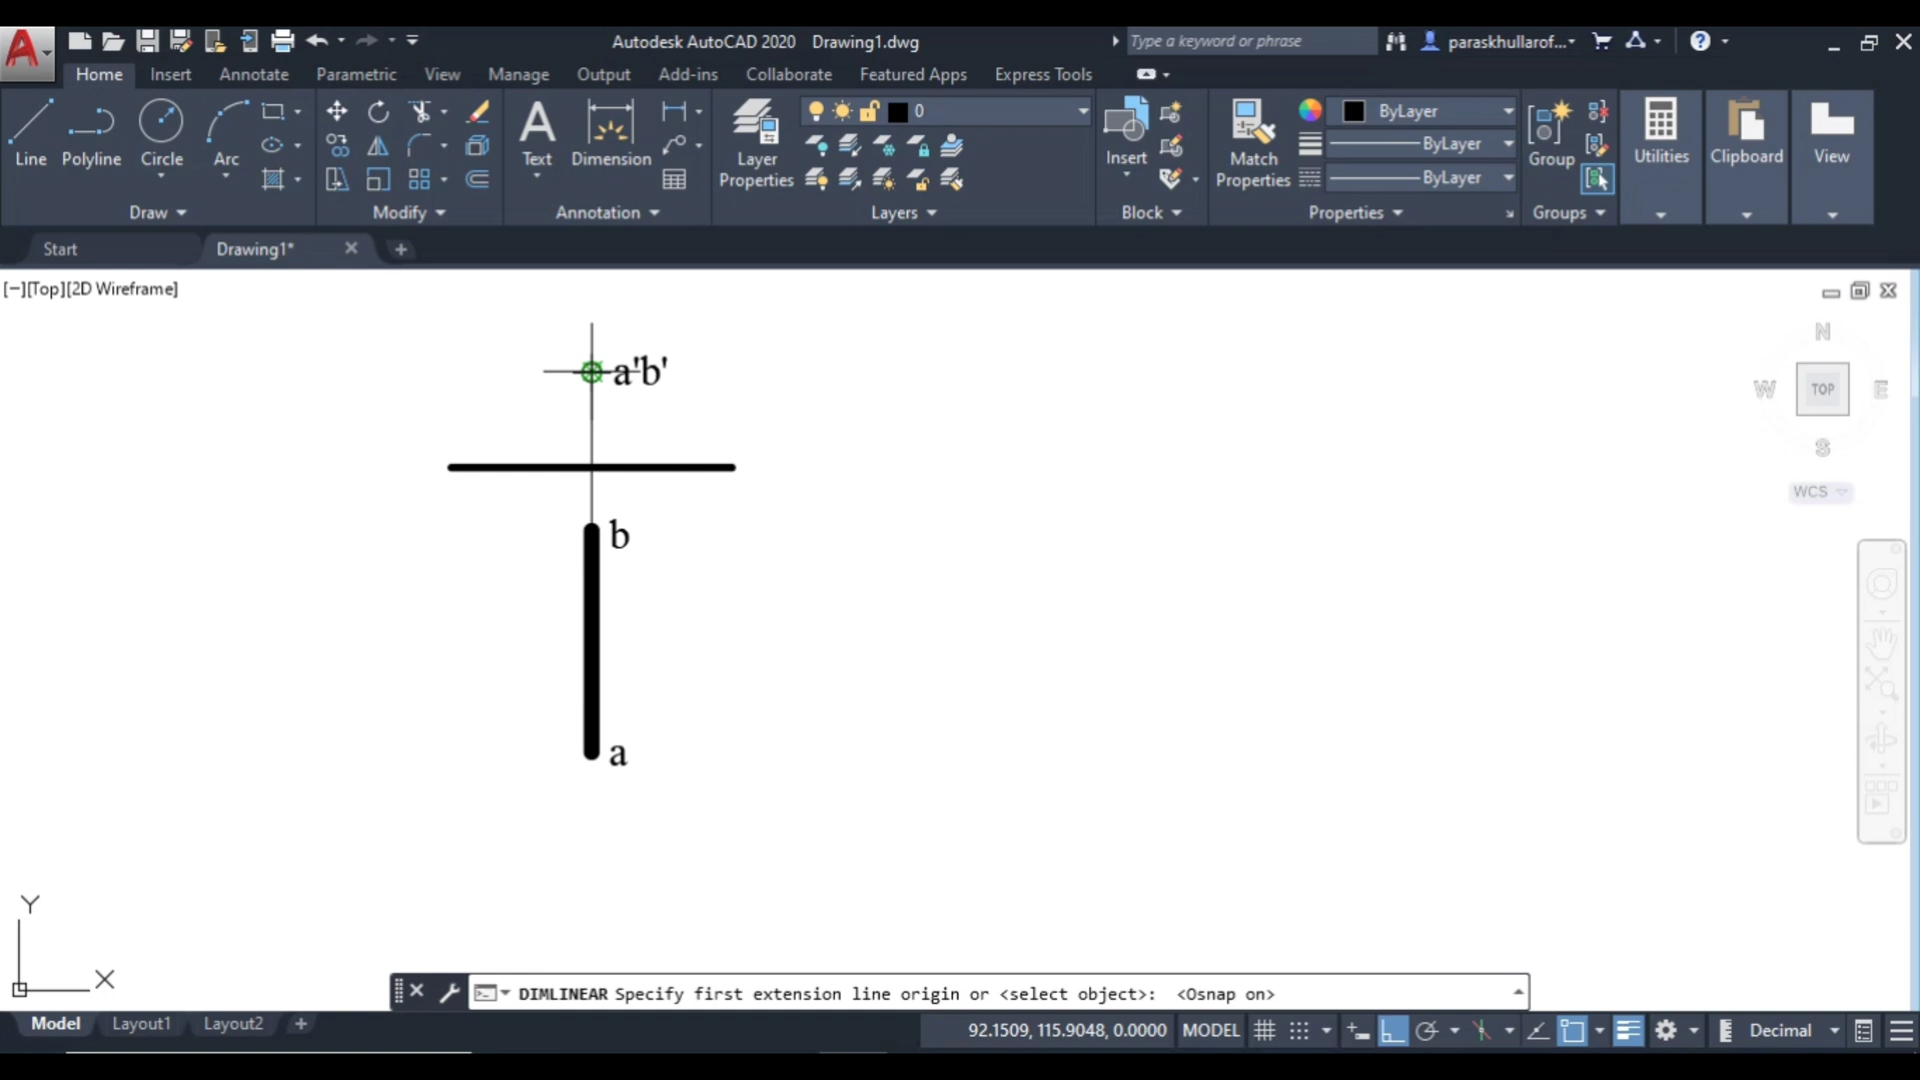 Autodesk AutoCAD 2020 Drawing1.dwg Type a keyword or phrase paraskhullarof...
Home Insert Annotate Parametric View Manage Output Add-ins Collaborate Featured Apps Express Tools
Line Polyline Circle Arc
Draw
Modify
Text Dimension
Annotation
Layer Properties
0
Layers
Insert
Block
Match Properties
ByLayer
ByLayer
ByLayer
Properties
Group
Groups
Utilities
Clipboard
View
Start Drawing1*
[−][Top][2D Wireframe]
N
W TOP E
S
WCS
a'b'
b
a
Y
X
DIMLINEAR Specify first extension line origin or <select object>: <Osnap on>
Model Layout1 Layout2
92.1509, 115.9048, 0.0000 MODEL Decimal